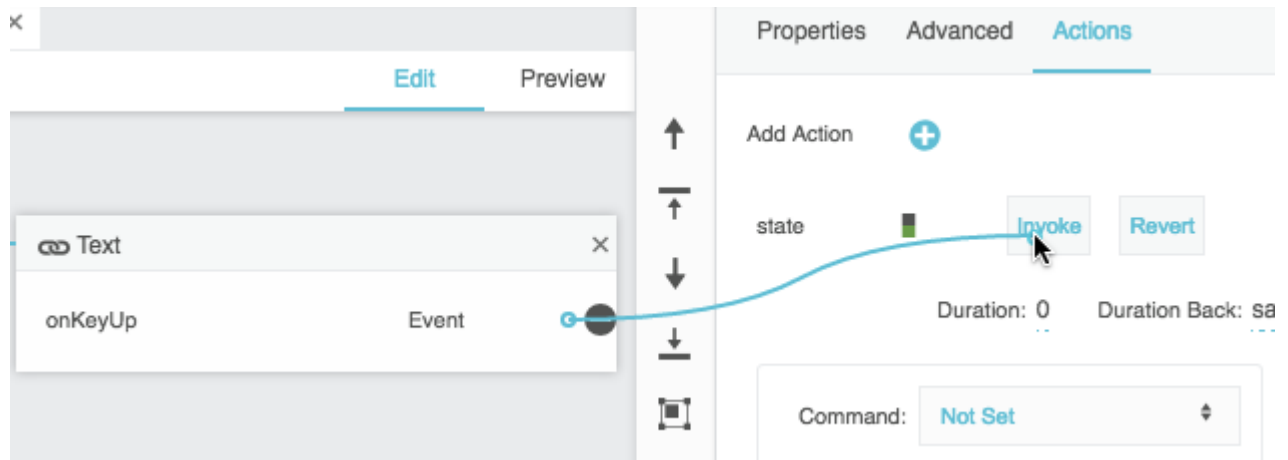 Properties Advanced Actions
Edit Preview
Add Action
state Invoke Revert
Text
onKeyUp Event
Duration: 0 Duration Back: sa
Command: Not Set